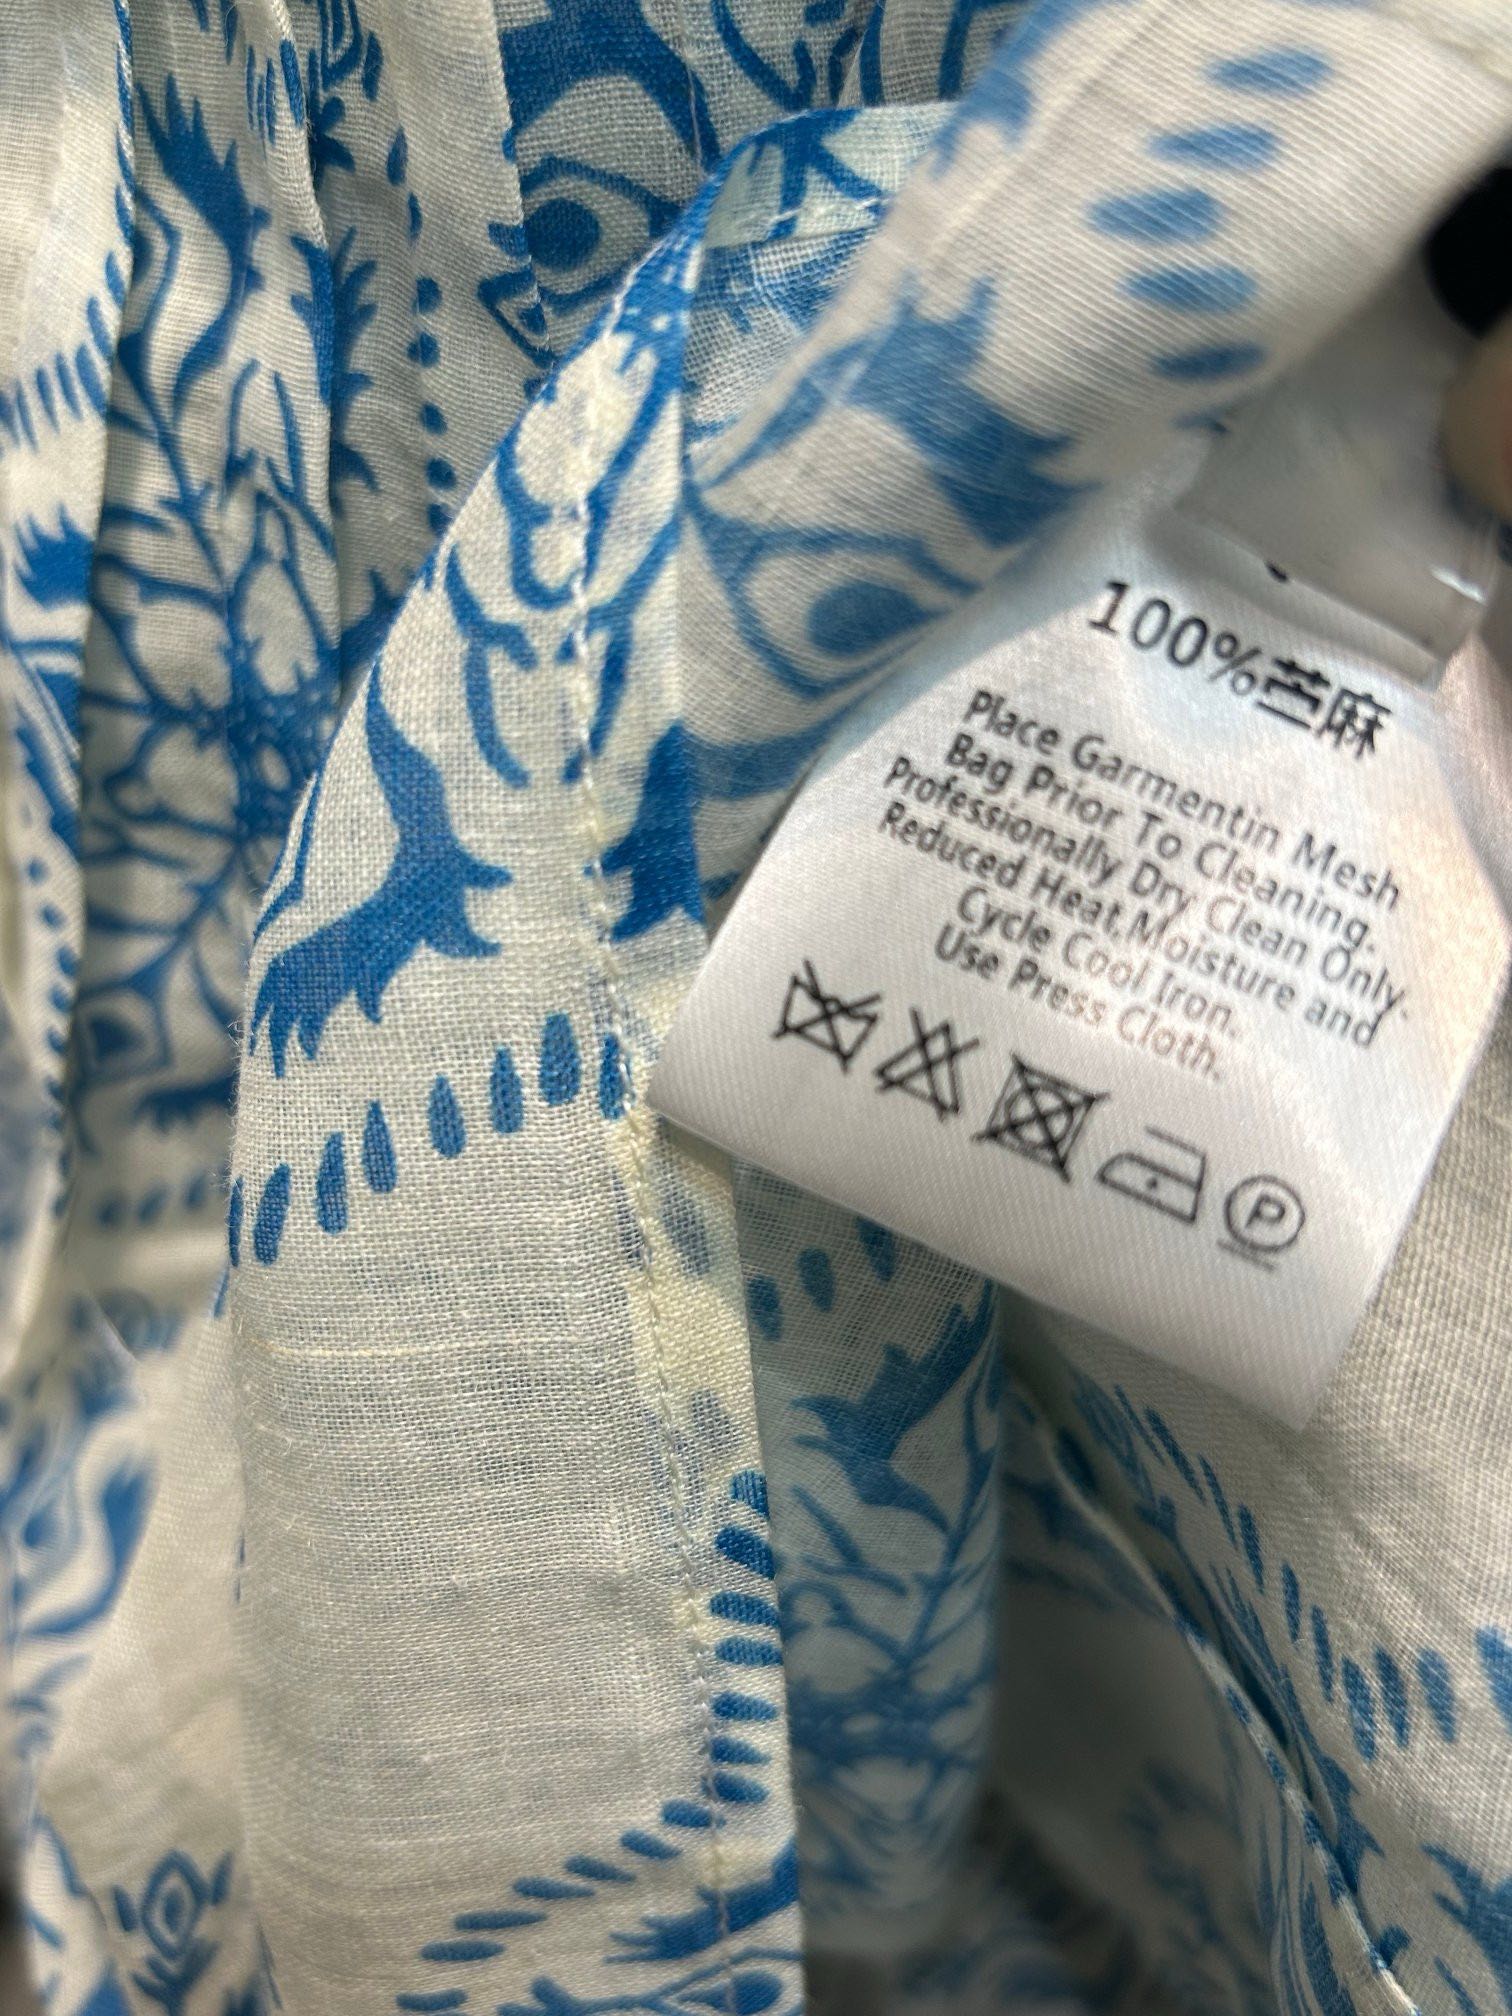 100%苎麻
Place Garmentin Mesh
Bag Prior To Cleaning.
Professionally Dry Clean Only.
Reduced Heat,Moisture and
Cycle Cool Iron.
Use Press Cloth.
P